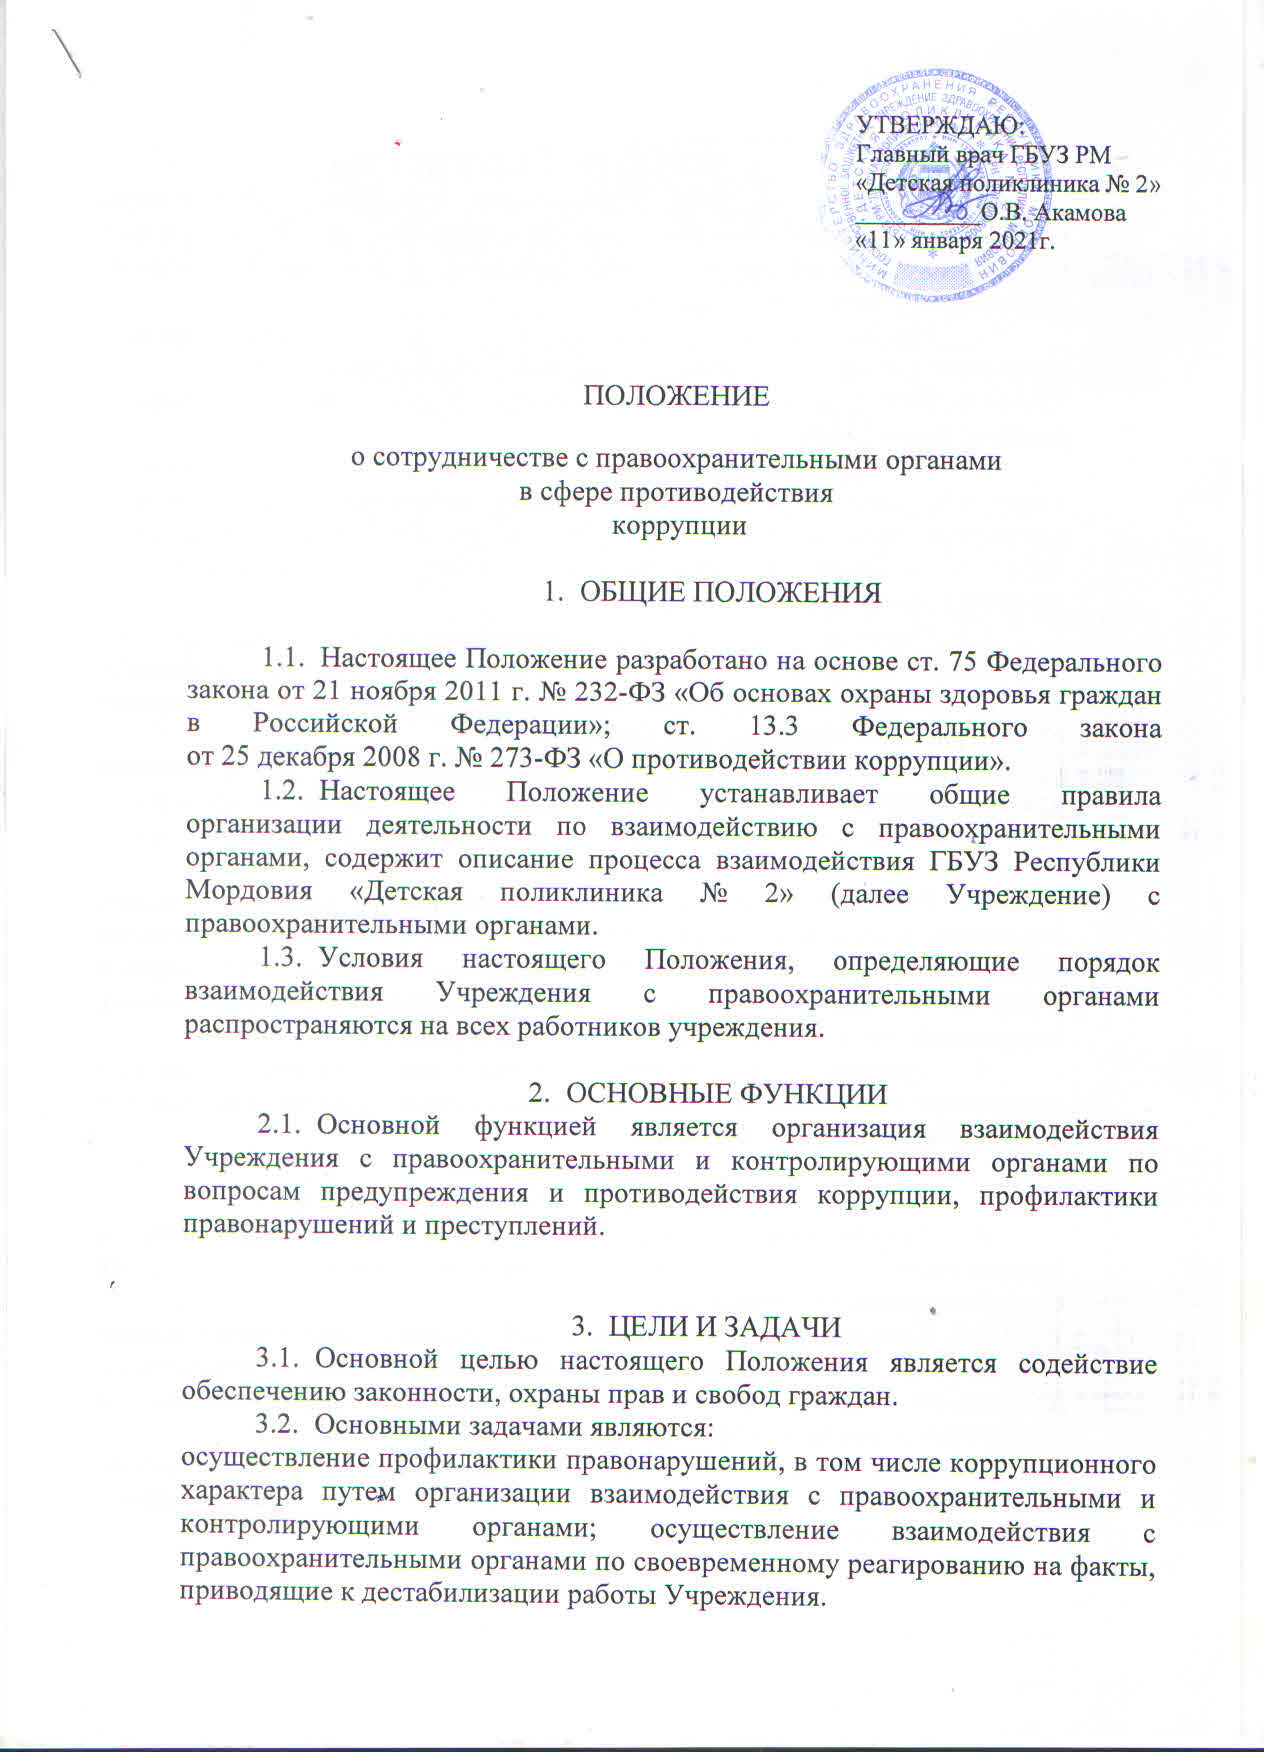 УТВЕРЖДАЮ:
Главный врач ГБУЗ РМ
«Детская поликлиника № 2»
__________О.В. Акамова
«11» января 2021г.
ПОЛОЖЕНИЕ
о сотрудничестве с правоохранительными органами
в сфере противодействия
коррупции
1. ОБЩИЕ ПОЛОЖЕНИЯ
1.1. Настоящее Положение разработано на основе ст. 75 Федерального
закона от 21 ноября 2011 г. № 232-ФЗ «Об основах охраны здоровья граждан
в Российской Федерации»; ст. 13.3 Федерального закона
от 25 декабря 2008 г. № 273-ФЗ «О противодействии коррупции».
1.2. Настоящее Положение устанавливает общие правила
организации деятельности по взаимодействию с правоохранительными
органами, содержит описание процесса взаимодействия ГБУЗ Республики
Мордовия «Детская поликлиника № 2» (далее Учреждение) с
правоохранительными органами.
1.3. Условия настоящего Положения, определяющие порядок
взаимодействия Учреждения с правоохранительными органами
распространяются на всех работников учреждения.
2. ОСНОВНЫЕ ФУНКЦИИ
2.1. Основной функцией является организация взаимодействия
Учреждения с правоохранительными и контролирующими органами по
вопросам предупреждения и противодействия коррупции, профилактики
правонарушений и преступлений.
3. ЦЕЛИ И ЗАДАЧИ
3.1. Основной целью настоящего Положения является содействие
обеспечению законности, охраны прав и свобод граждан.
3.2. Основными задачами являются:
осуществление профилактики правонарушений, в том числе коррупционного
характера путем организации взаимодействия с правоохранительными и
контролирующими органами; осуществление взаимодействия с
правоохранительными органами по своевременному реагированию на факты,
приводящие к дестабилизации работы Учреждения.